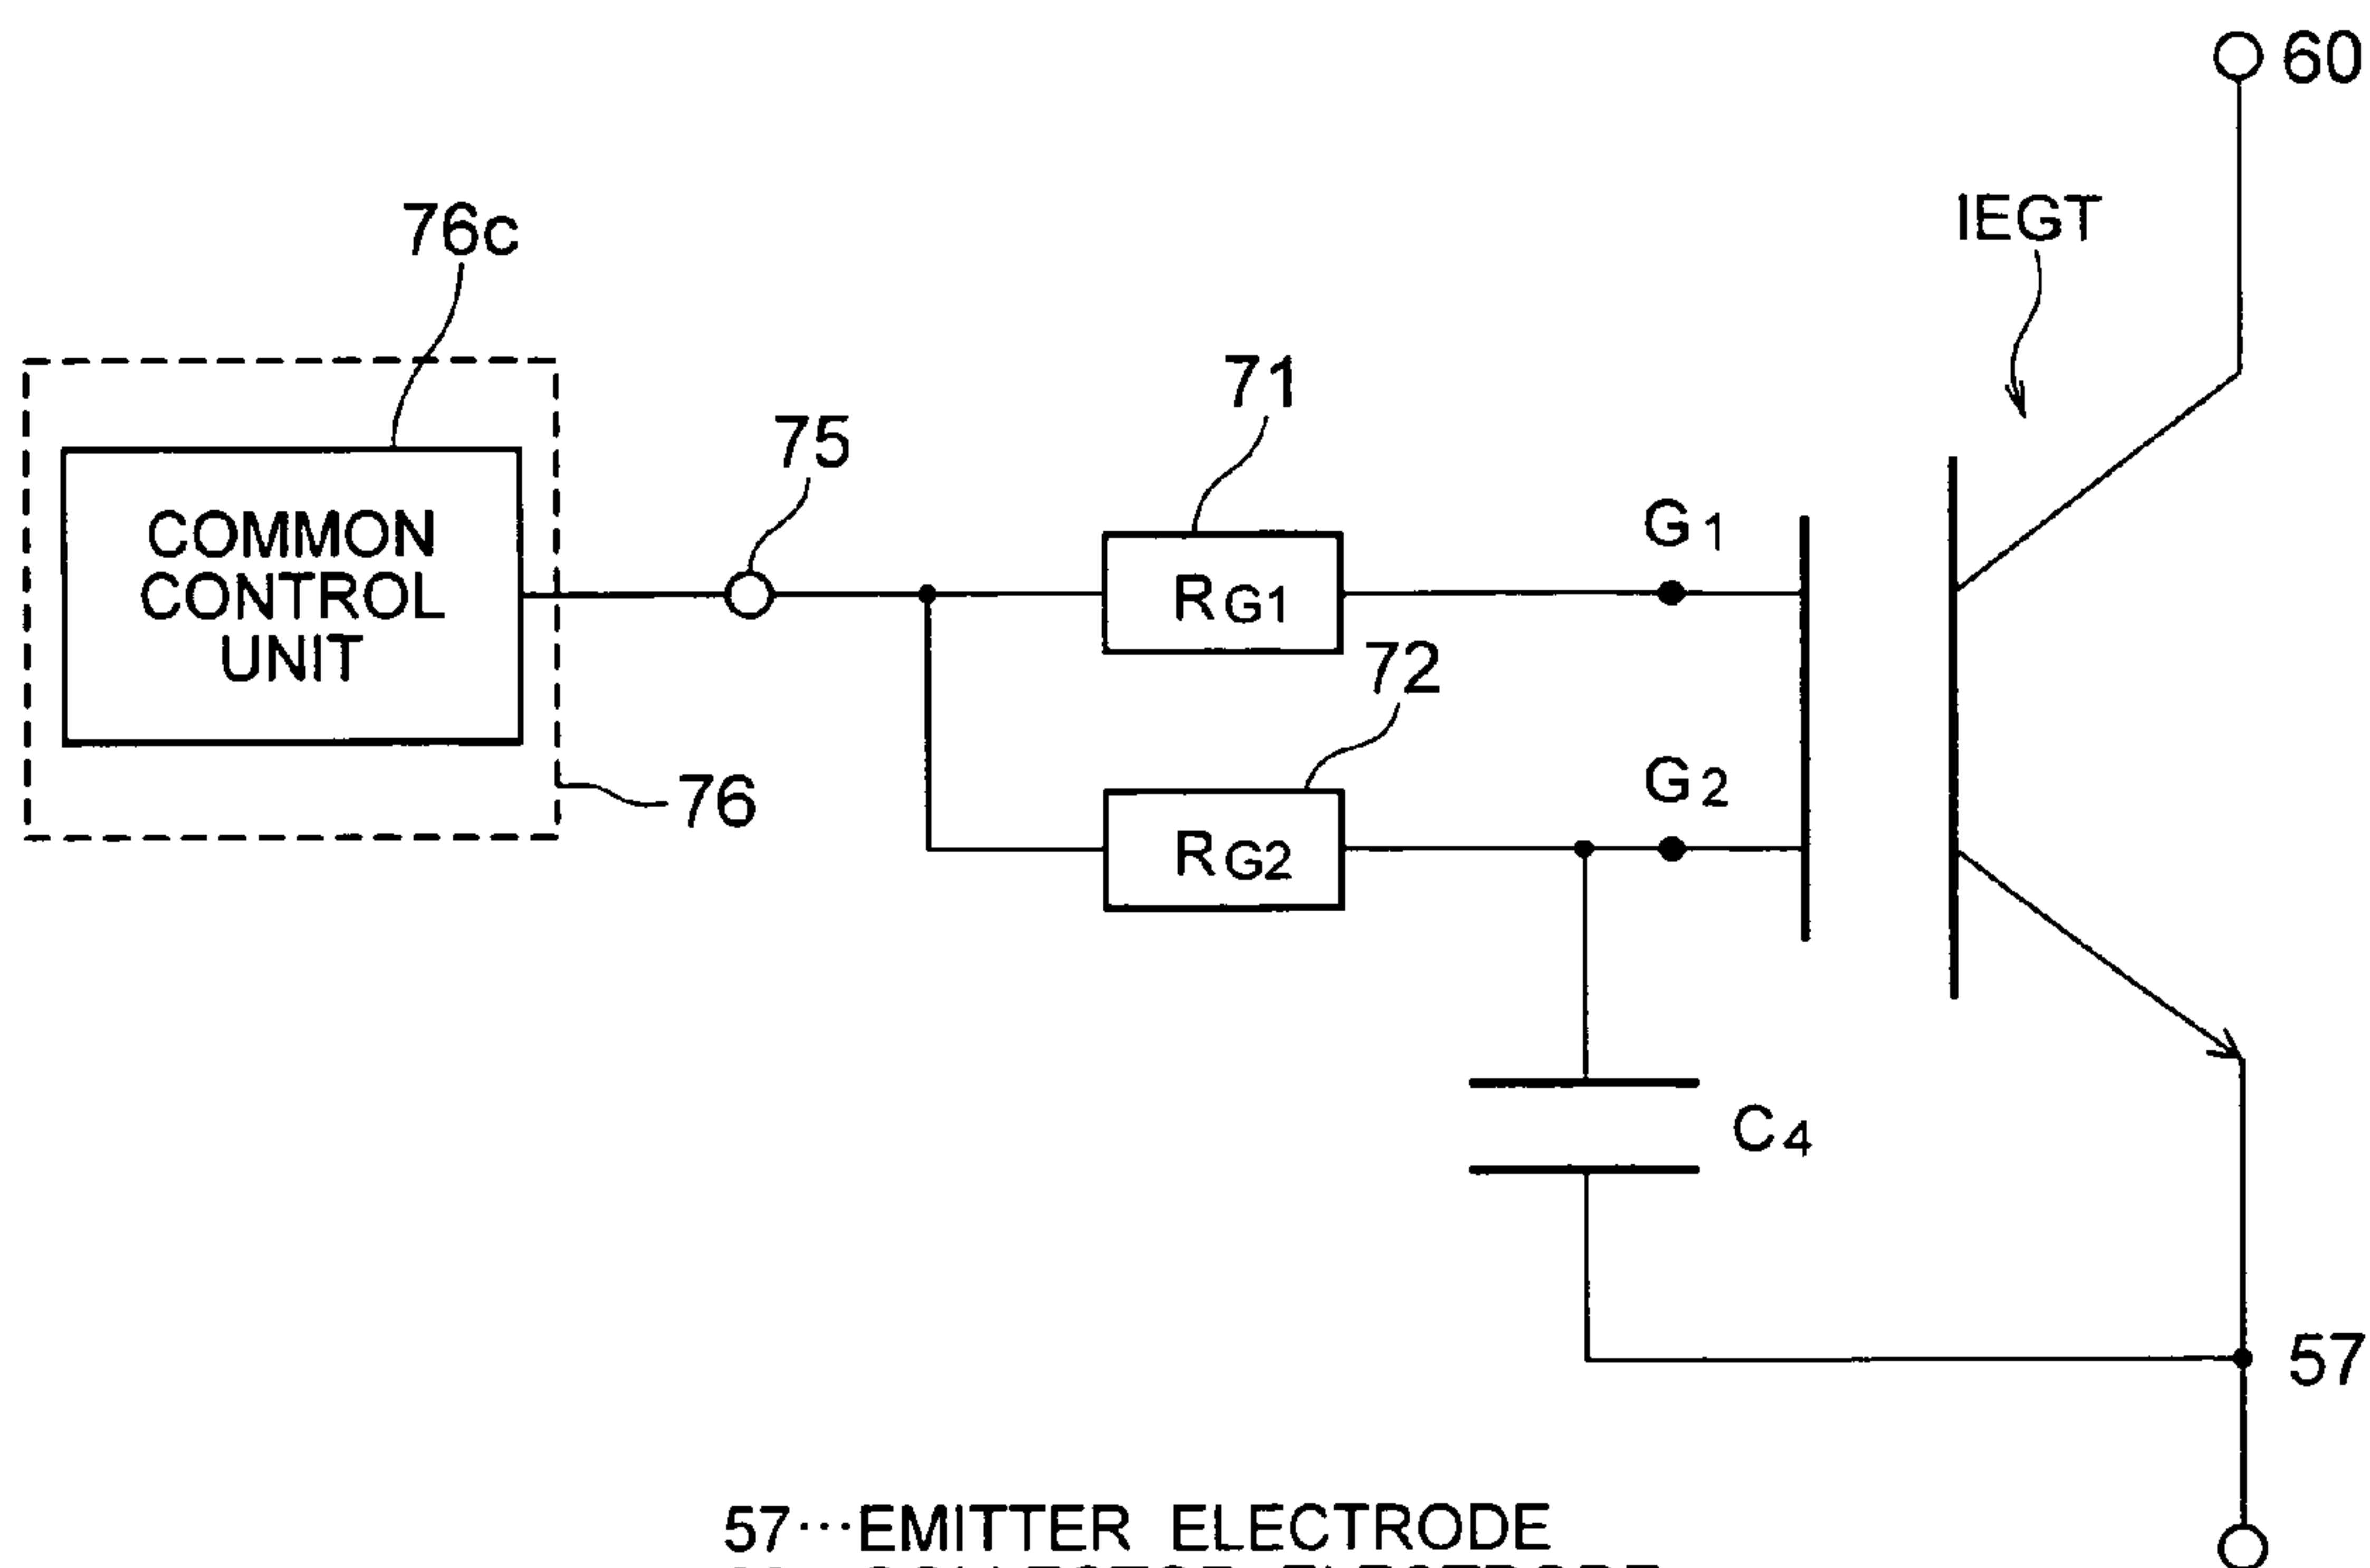 60
IEGT
76c
71
75
G1
COMMON
CONTROL
UNIT
RG1
72
G2
76
RG2
C4
57
57···EMITTER ELECTRODE